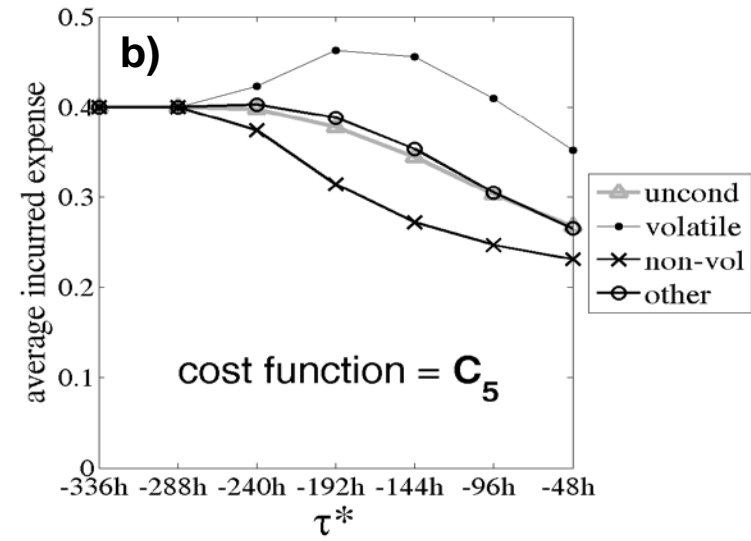 b)
average incurred expense
0.5
0.4
0.3
0.2
0.1
0
-336h -288h -240h -192h -144h -96h -48h
τ*
cost function = C5
uncond
volatile
non-vol
other